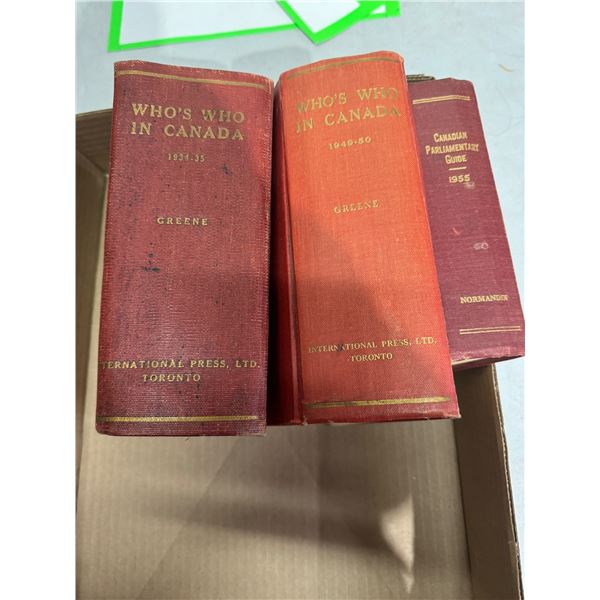 WHO'S WHO
IN CANADA
1934-35
GREENE
TERNATIONAL PRESS, LTD.
TORONTO
WHO'S WHO
IN CANADA
1949-50
GREENE
INTERNATIONAL PRESS, LTD.
TORONTO
CANADIAN
PARLIAMENTARY
GUIDE
1955
NORMANDIN